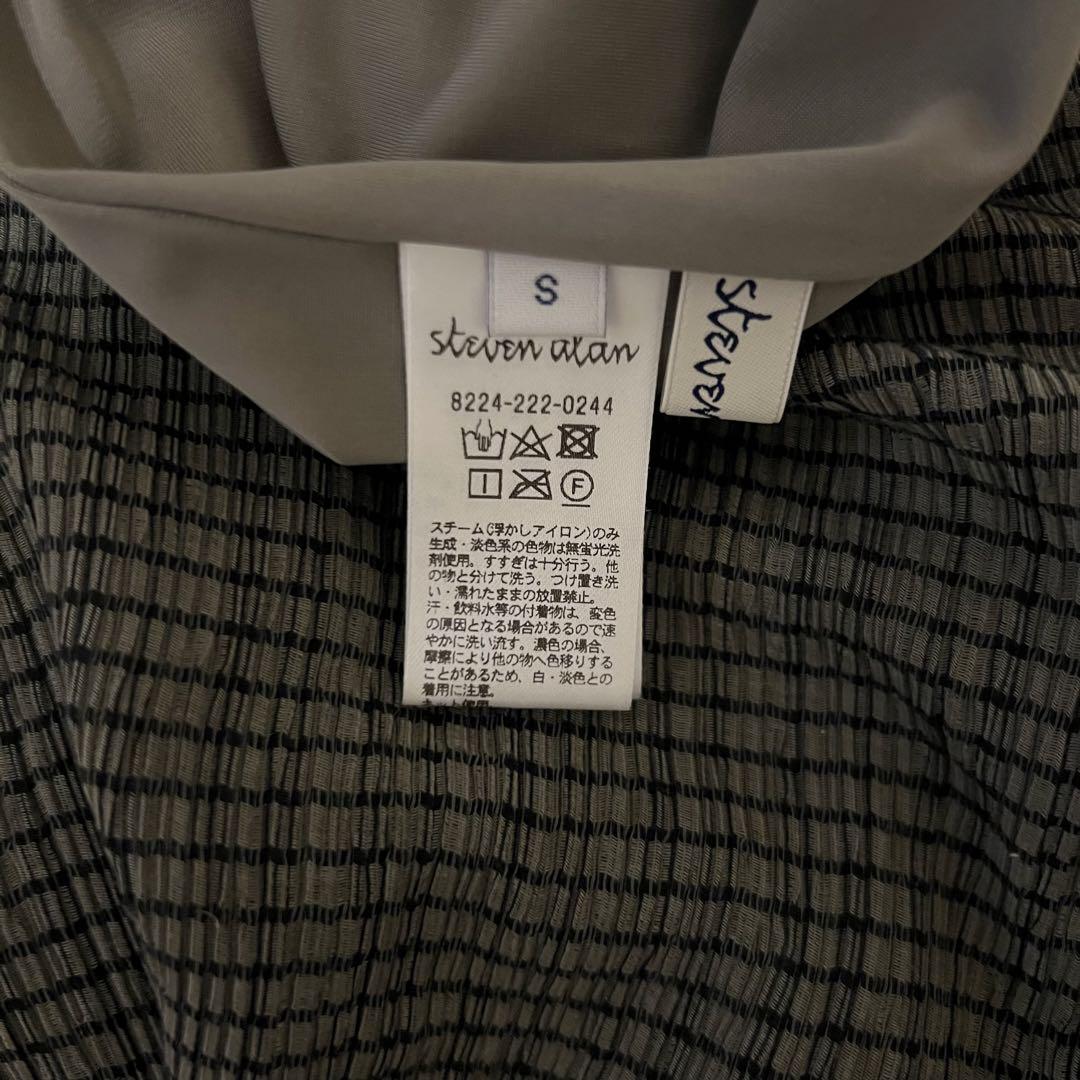 S
steven alan
steven
8224-222-0244
F
スチーム(浮かしアイロン)のみ
生成・淡色系の色物は無蛍光洗
剤使用。すすぎは十分行う。他
の物と分けて洗う。つけ置き洗
い・濡れたままの放置禁止。
汗・飲料水等の付着物は、変色
の原因となる場合があるので速
やかに洗い流す。濃色の場合、
摩擦により他の物へ色移りする
ことがあるため、白・淡色との
着用に注意。
ネット使用